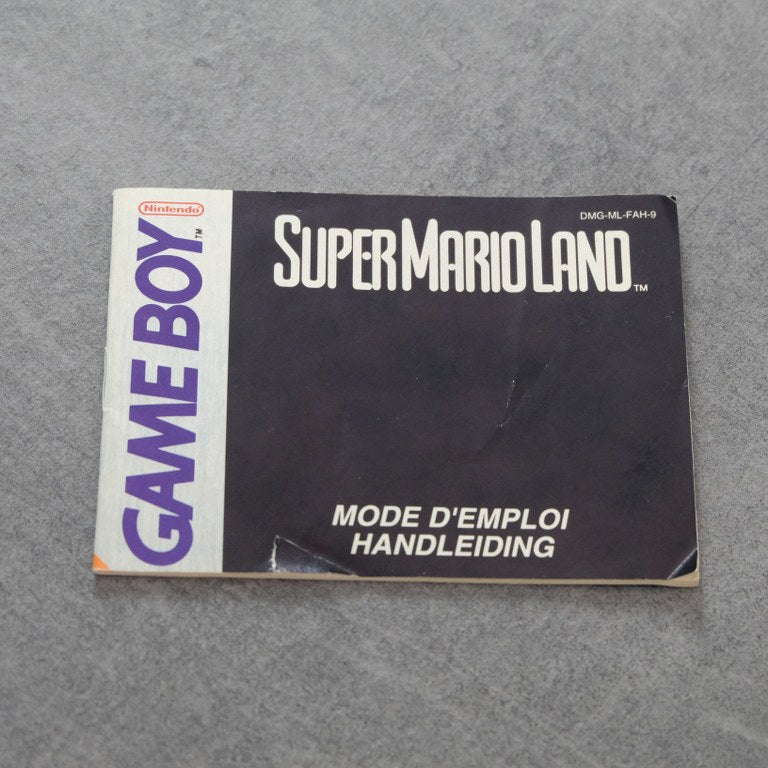 Nintendo
GAME BOY™
DMG-ML-FAH-9
SUPER MARIO LAND™
MODE D'EMPLOI
HANDLEIDING